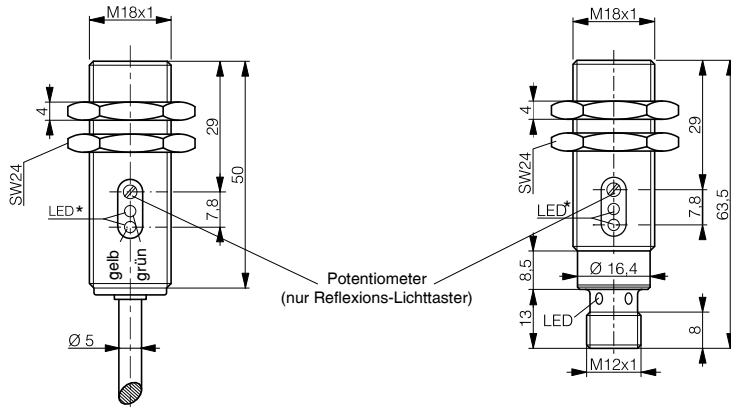 M18x1
4
SW24
29
50
7,8
LED*
gelb
grün
Ø 5
Potentiometer
(nur Reflexions-Lichttaster)
M18x1
4
SW24
29
63,5
7,8
LED*
8,5
Ø 16,4
13
LED
8
M12x1